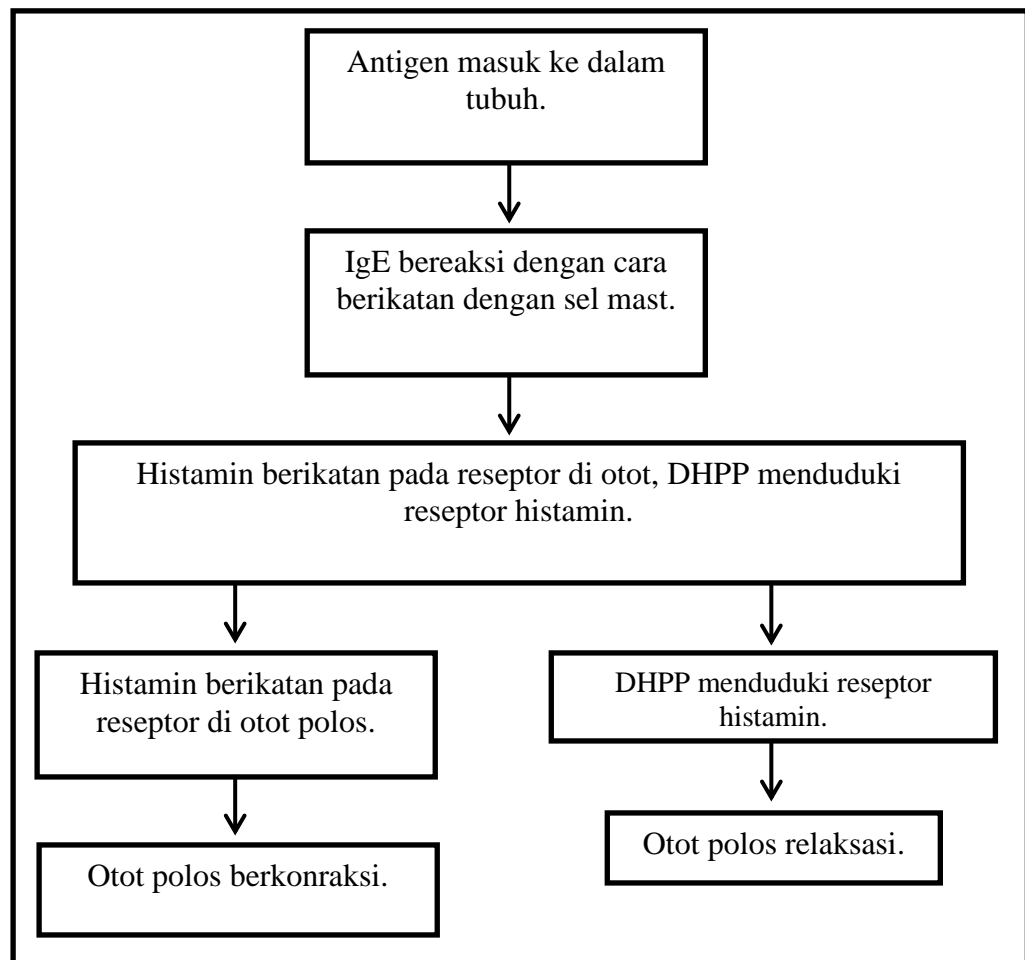 Antigen masuk ke dalam
tubuh.
IgE bereaksi dengan cara
berikatan dengan sel mast.
Histamin berikatan pada reseptor di otot, DHPP menduduki
reseptor histamin.
Histamin berikatan pada
reseptor di otot polos.
DHPP menduduki reseptor
histamin.
Otot polos berkonraksi.
Otot polos relaksasi.